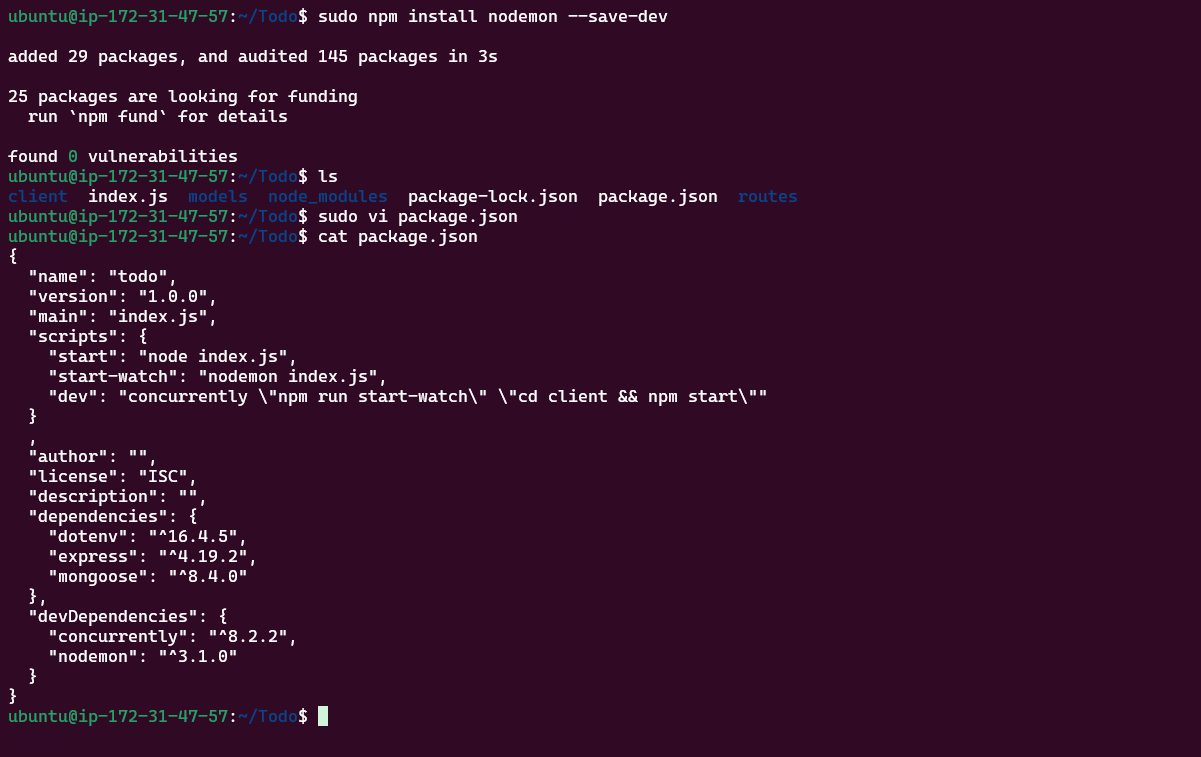 ubuntu@ip-172-31-47-57:~/Todo$ sudo npm install nodemon --save-dev

added 29 packages, and audited 145 packages in 3s

25 packages are looking for funding
  run `npm fund` for details

found 0 vulnerabilities
ubuntu@ip-172-31-47-57:~/Todo$ ls
client  index.js  models  node_modules  package-lock.json  package.json  routes
ubuntu@ip-172-31-47-57:~/Todo$ sudo vi package.json
ubuntu@ip-172-31-47-57:~/Todo$ cat package.json
{
  "name": "todo",
  "version": "1.0.0",
  "main": "index.js",
  "scripts": {
    "start": "node index.js",
    "start-watch": "nodemon index.js",
    "dev": "concurrently \"npm run start-watch\" \"cd client && npm start\""
  }
  ,
  "author": "",
  "license": "ISC",
  "description": "",
  "dependencies": {
    "dotenv": "^16.4.5",
    "express": "^4.19.2",
    "mongoose": "^8.4.0"
  },
  "devDependencies": {
    "concurrently": "^8.2.2",
    "nodemon": "^3.1.0"
  }
}
ubuntu@ip-172-31-47-57:~/Todo$